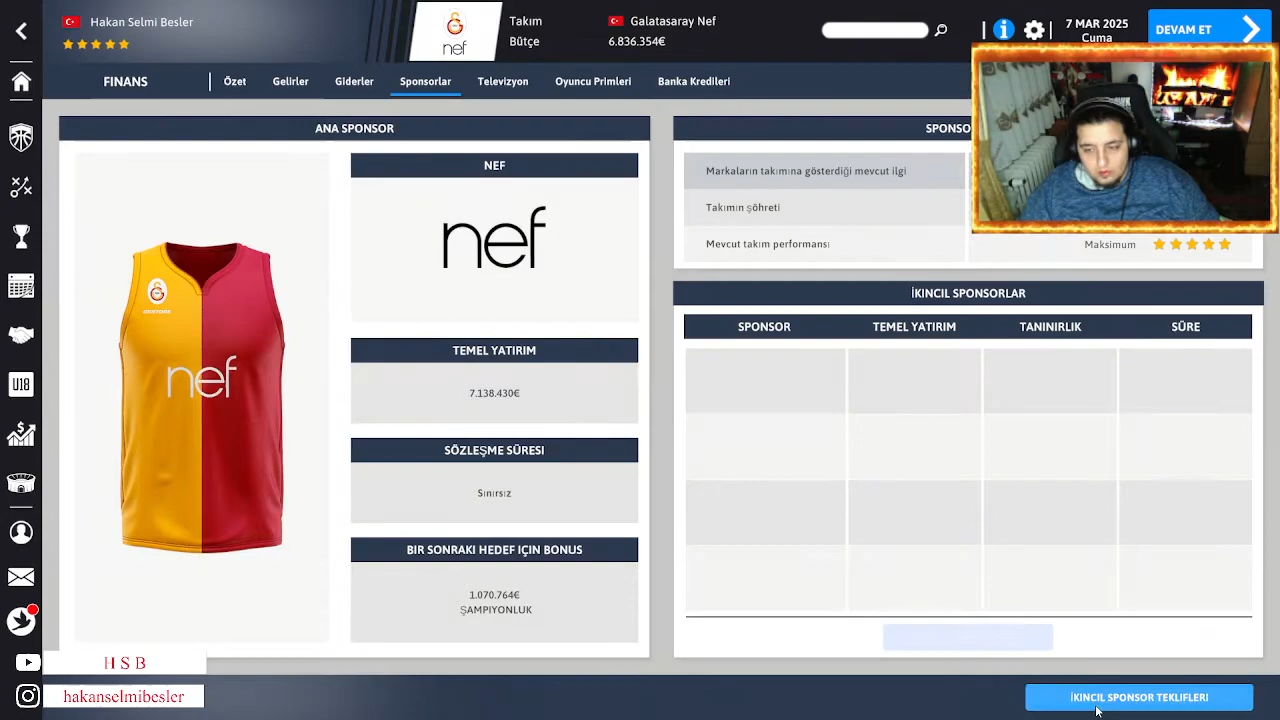 Hakan Selmi Besler
nef
Takım
Bütçe
Galatasaray Nef
6.836.354€
7 MAR 2025
Cuma
DEVAM ET
FINANS
Özet
Gelirler
Giderler
Sponsorlar
Televizyon
Oyuncu Primleri
Banka Kredileri
ANA SPONSOR
nef
NEF
nef
TEMEL YATIRIM
7.138.430€
SÖZLEŞME SÜRESI
Sınırsız
BIR SONRAKI HEDEF IÇIN BONUS
1.070.764€
ŞAMPIYONLUK
SPONSO
Markaların takımına gösterdiği mevcut ilgi
Takımın şöhreti
Mevcut takım performansı
Maksimum
İKINCIL SPONSORLAR
SPONSOR
TEMEL YATIRIM
TANINIRLIK
SÜRE
U18
H S B
hakanselmibesler
İKINCIL SPONSOR TEKLIFLERI